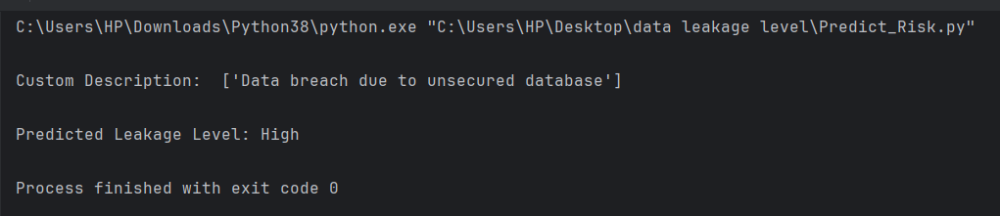 C:\Users\HP\Downloads\Python38\python.exe "C:\Users\HP\Desktop\data leakage level\Predict_Risk.py"
Custom Description:  ['Data breach due to unsecured database']
Predicted Leakage Level: High
Process finished with exit code 0